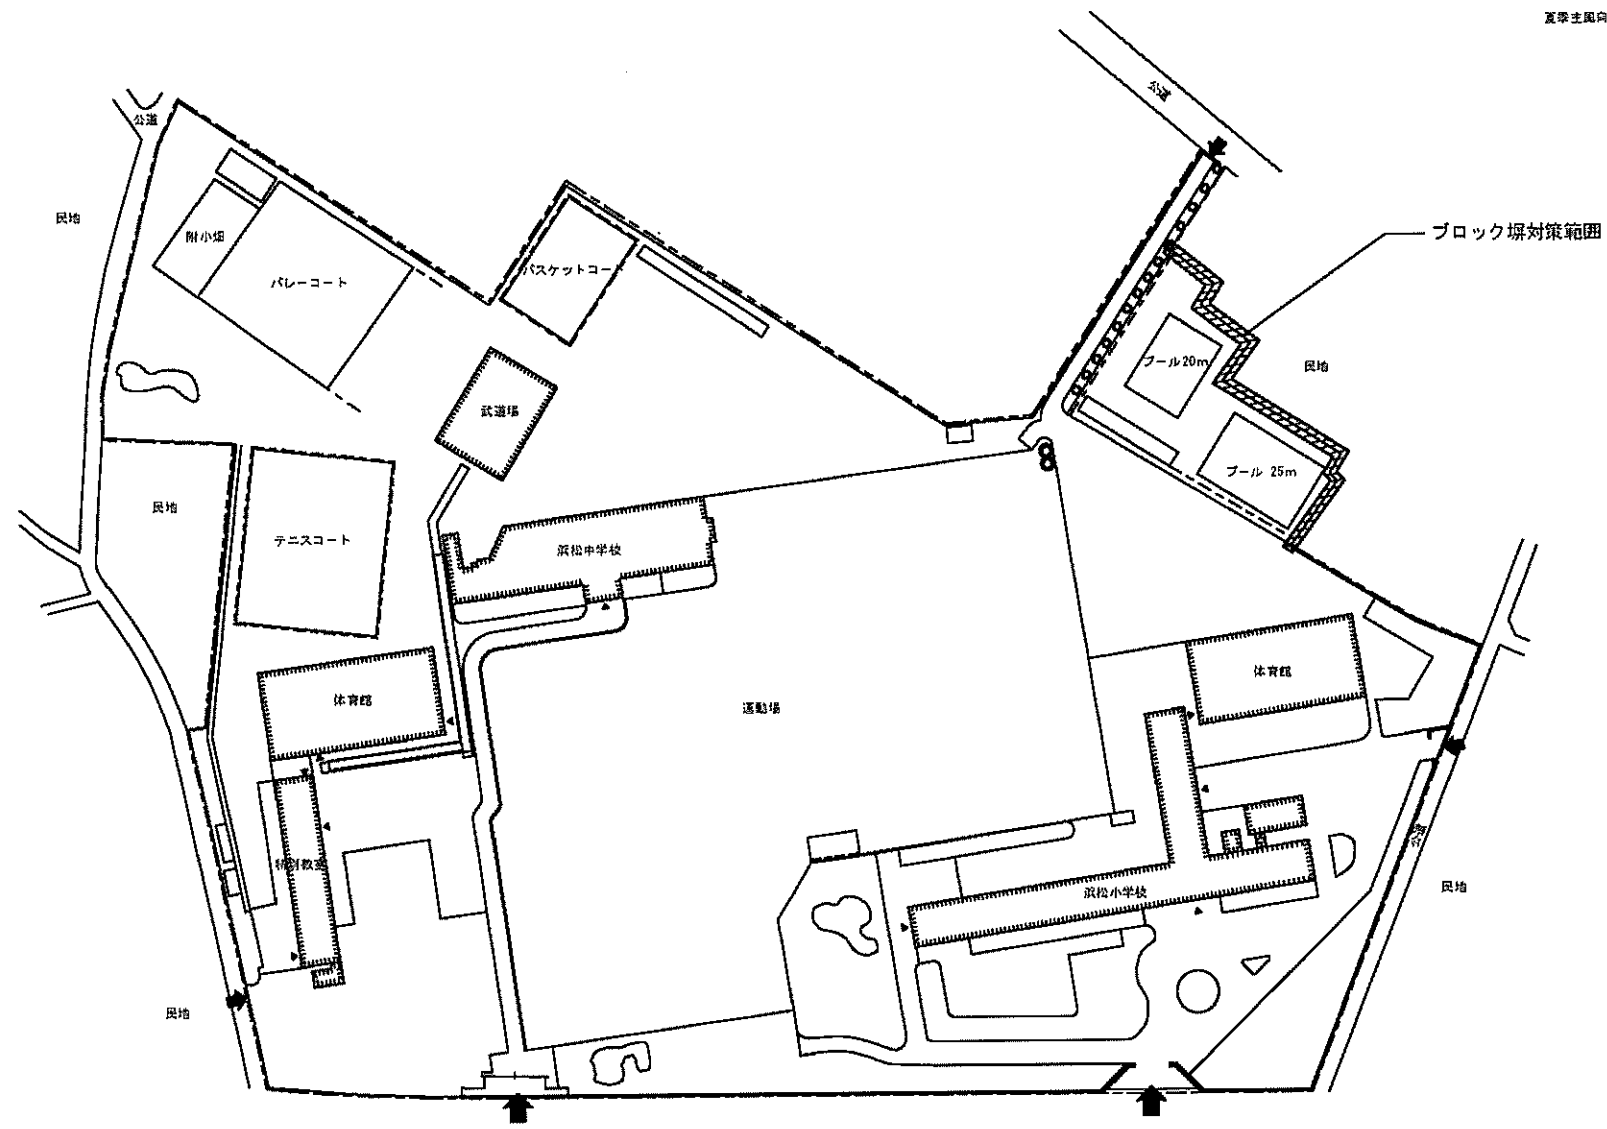 夏季主風向
公道
公道
民地
附小畑
バレーコート
バスケットコート
ブロック塀対策範囲
プール20m
民地
武道場
プール 25m
民地
テニスコート
浜松中学校
体育館
運動場
体育館
特別教室
浜松小学校
公道
民地
民地